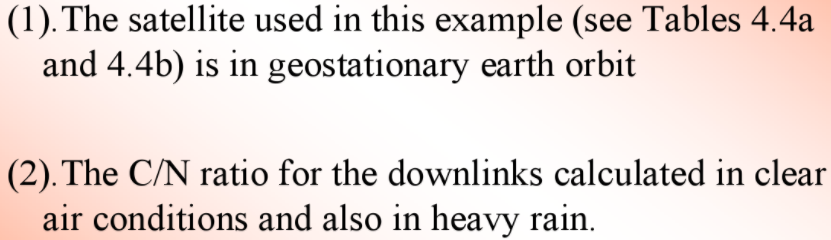 (1). The satellite used in this example (see Tables 4.4a
and 4.4b) is in geostationary earth orbit
(2). The C/N ratio for the downlinks calculated in clear
air conditions and also in heavy rain.